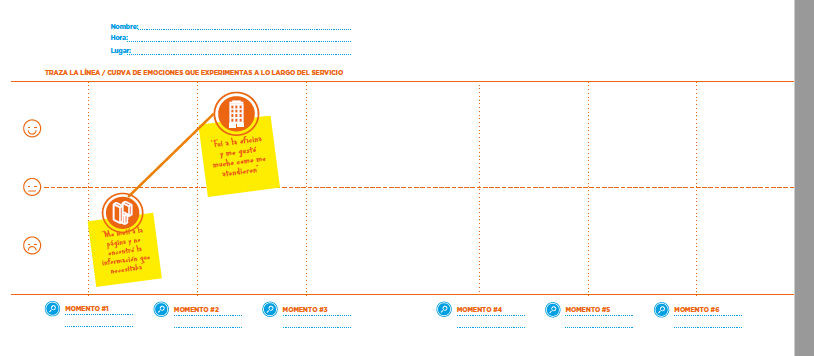 Nombre:
Hora:
Lugar:
TRAZA LA LÍNEA / CURVA DE EMOCIONES QUE EXPERIMENTAS A LO LARGO DEL SERVICIO
"Fui a la oficina
y me gustó
mucho como me
atendieron"
"Me metí a la
página y no
encontré la
información que
necesitaba"
MOMENTO #1
MOMENTO #2
MOMENTO #3
MOMENTO #4
MOMENTO #5
MOMENTO #6